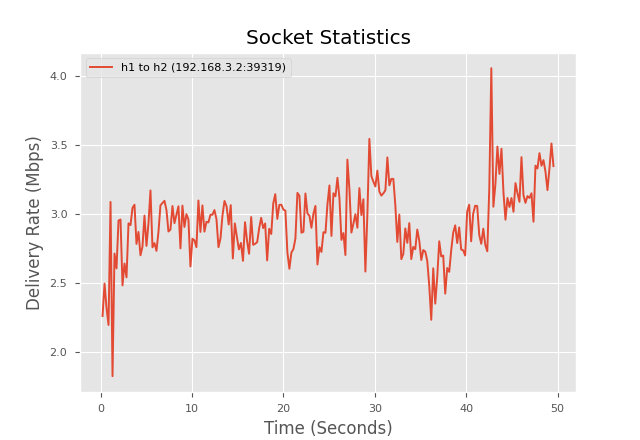 Socket Statistics
h1 to h2 (192.168.3.2:39319)
Delivery Rate (Mbps)
4.0
3.5
3.0
2.5
2.0
0 10 20 30 40 50
Time (Seconds)